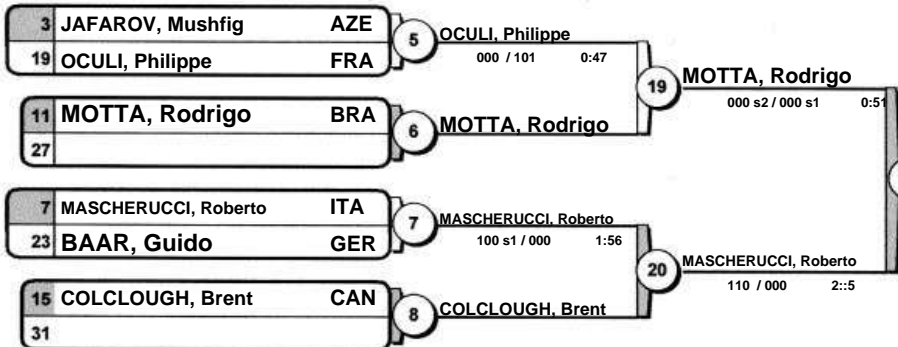 3 JAFAROV, Mushfig AZE
19 OCULI, Philippe FRA
5
OCULI, Philippe
000 / 101 0:47
11 MOTTA, Rodrigo BRA
27
6
MOTTA, Rodrigo
19
MOTTA, Rodrigo
000 s2 / 000 s1 0:51
7 MASCHERUCCI, Roberto ITA
23 BAAR, Guido GER
7
MASCHERUCCI, Roberto
100 s1 / 000 1:56
15 COLCLOUGH, Brent CAN
31
8
COLCLOUGH, Brent
20
MASCHERUCCI, Roberto
110 / 000 2::5